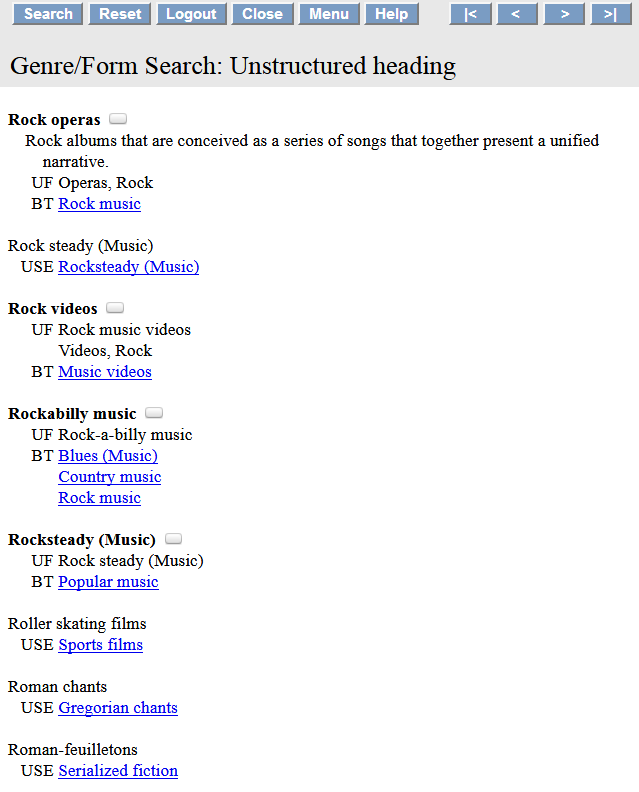 Search Reset Logout Close Menu Help |< < > >|
Genre/Form Search: Unstructured heading
Rock operas
Rock albums that are conceived as a series of songs that together present a unified
narrative.
UF Operas, Rock
BT Rock music
Rock steady (Music)
USE Rocksteady (Music)
Rock videos
UF Rock music videos
Videos, Rock
BT Music videos
Rockabilly music
UF Rock-a-billy music
BT Blues (Music)
Country music
Rock music
Rocksteady (Music)
UF Rock steady (Music)
BT Popular music
Roller skating films
USE Sports films
Roman chants
USE Gregorian chants
Roman-feuilletons
USE Serialized fiction